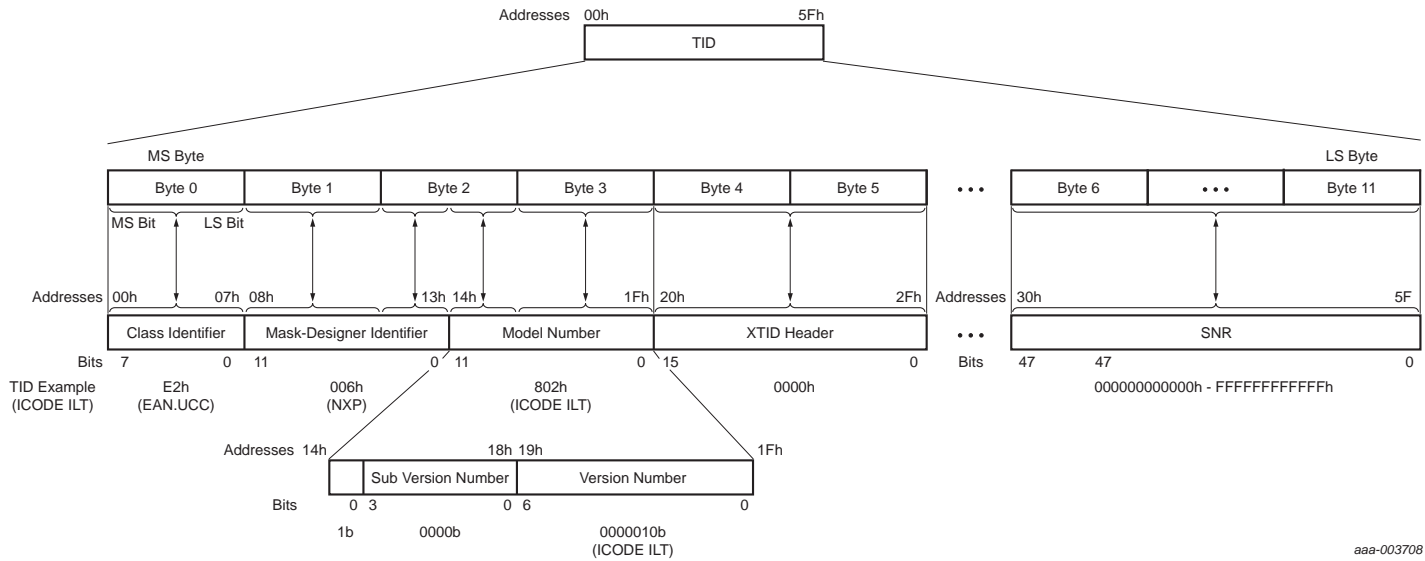 Addresses 00h 5Fh
TID
MS Byte LS Byte
Byte 0 Byte 1 Byte 2 Byte 3 Byte 4 Byte 5 • • • Byte 6 • • • Byte 11
MS Bit LS Bit
Addresses 00h 07h 08h 13h 14h 1Fh 20h 2Fh Addresses 30h 5F
Class Identifier Mask-Designer Identifier Model Number XTID Header • • • SNR
Bits 7 0 11 0 11 0 15 0 Bits 47 47 0
TID Example E2h 006h 802h 0000h 000000000000h - FFFFFFFFFFFFh
(ICODE ILT) (EAN.UCC) (NXP) (ICODE ILT)
Addresses 14h 18h 19h 1Fh
Sub Version Number Version Number
Bits 0 3 0 6 0
1b 0000b 0000010b
(ICODE ILT)
aaa-003708